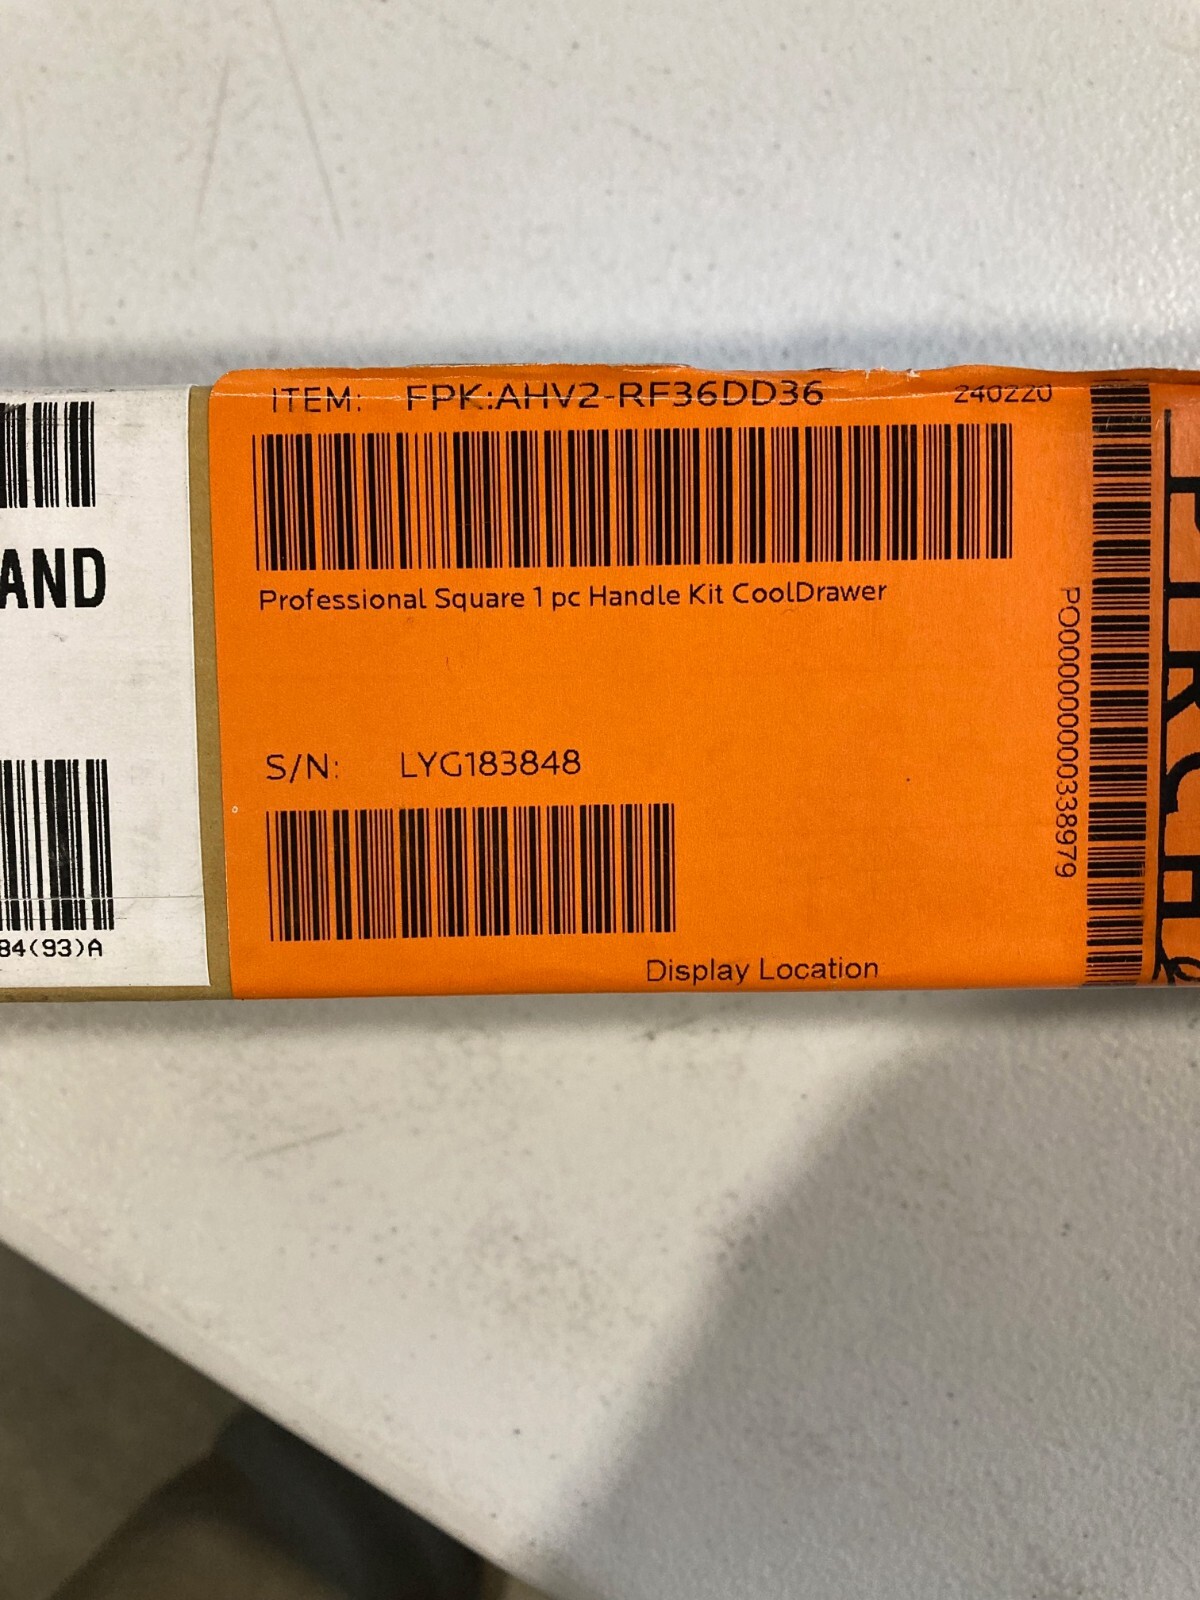 ITEM: FPK:AHV2-RF36DD36 240220
Professional Square 1 pc Handle Kit CoolDrawer
S/N: LYG183848
Display Location
PO0000000000338979
PIRCH
AND
84(93)A